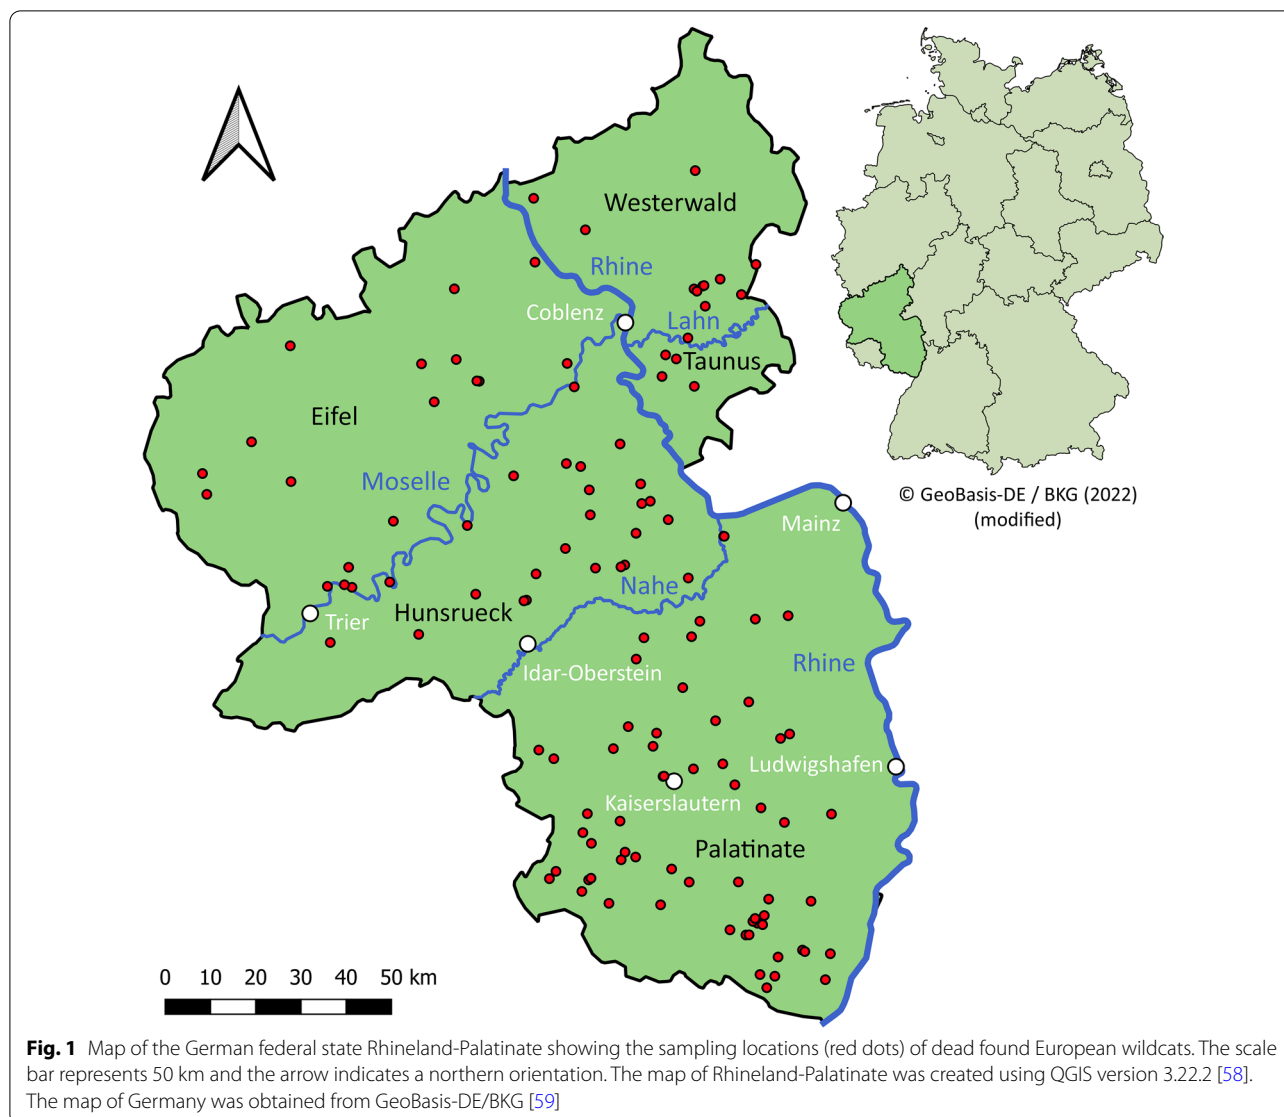 Westerwald
Rhine
Coblenz
Lahn
Taunus
Eifel
Moselle
© GeoBasis-DE / BKG (2022)
(modified)
Mainz
Nahe
Hunsrueck
Trier
Idar-Oberstein
Rhine
Ludwigshafen
Kaiserslautern
Palatinate
0 10 20 30 40 50 km
Fig. 1 Map of the German federal state Rhineland-Palatinate showing the sampling locations (red dots) of dead found European wildcats. The scale
bar represents 50 km and the arrow indicates a northern orientation. The map of Rhineland-Palatinate was created using QGIS version 3.22.2 [58].
The map of Germany was obtained from GeoBasis-DE/BKG [59]